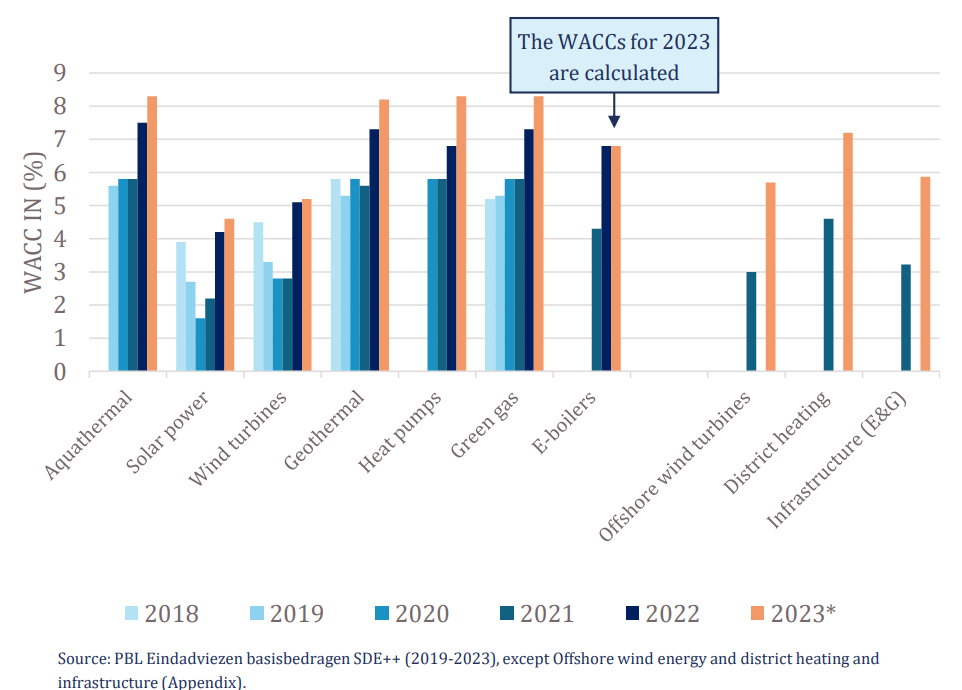 The WACCs for 2023
are calculated
WACC IN (%)
9
8
7
6
5
4
3
2
1
0
Aquathermal
Solar power
Wind turbines
Geothermal
Heat pumps
Green gas
E-boilers
Offshore wind turbines
District heating
Infrastructure (E&G)
2018 2019 2020 2021 2022 2023*
Source: PBL Eindadviezen basisbedragen SDE++ (2019-2023), except Offshore wind energy and district heating and
infrastructure (Appendix).